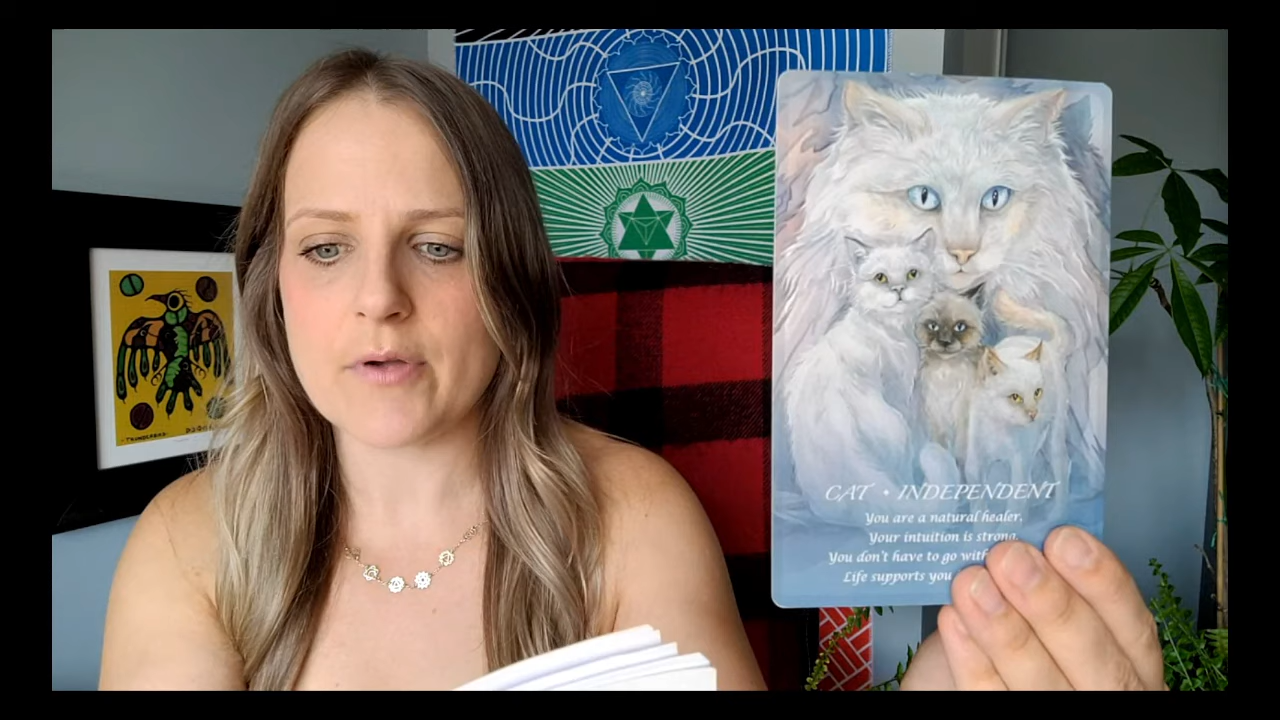 CAT • INDEPENDENT
You are a natural healer.
Your intuition is strong.
You don't have to go with
Life supports you
THUNDERBIRD